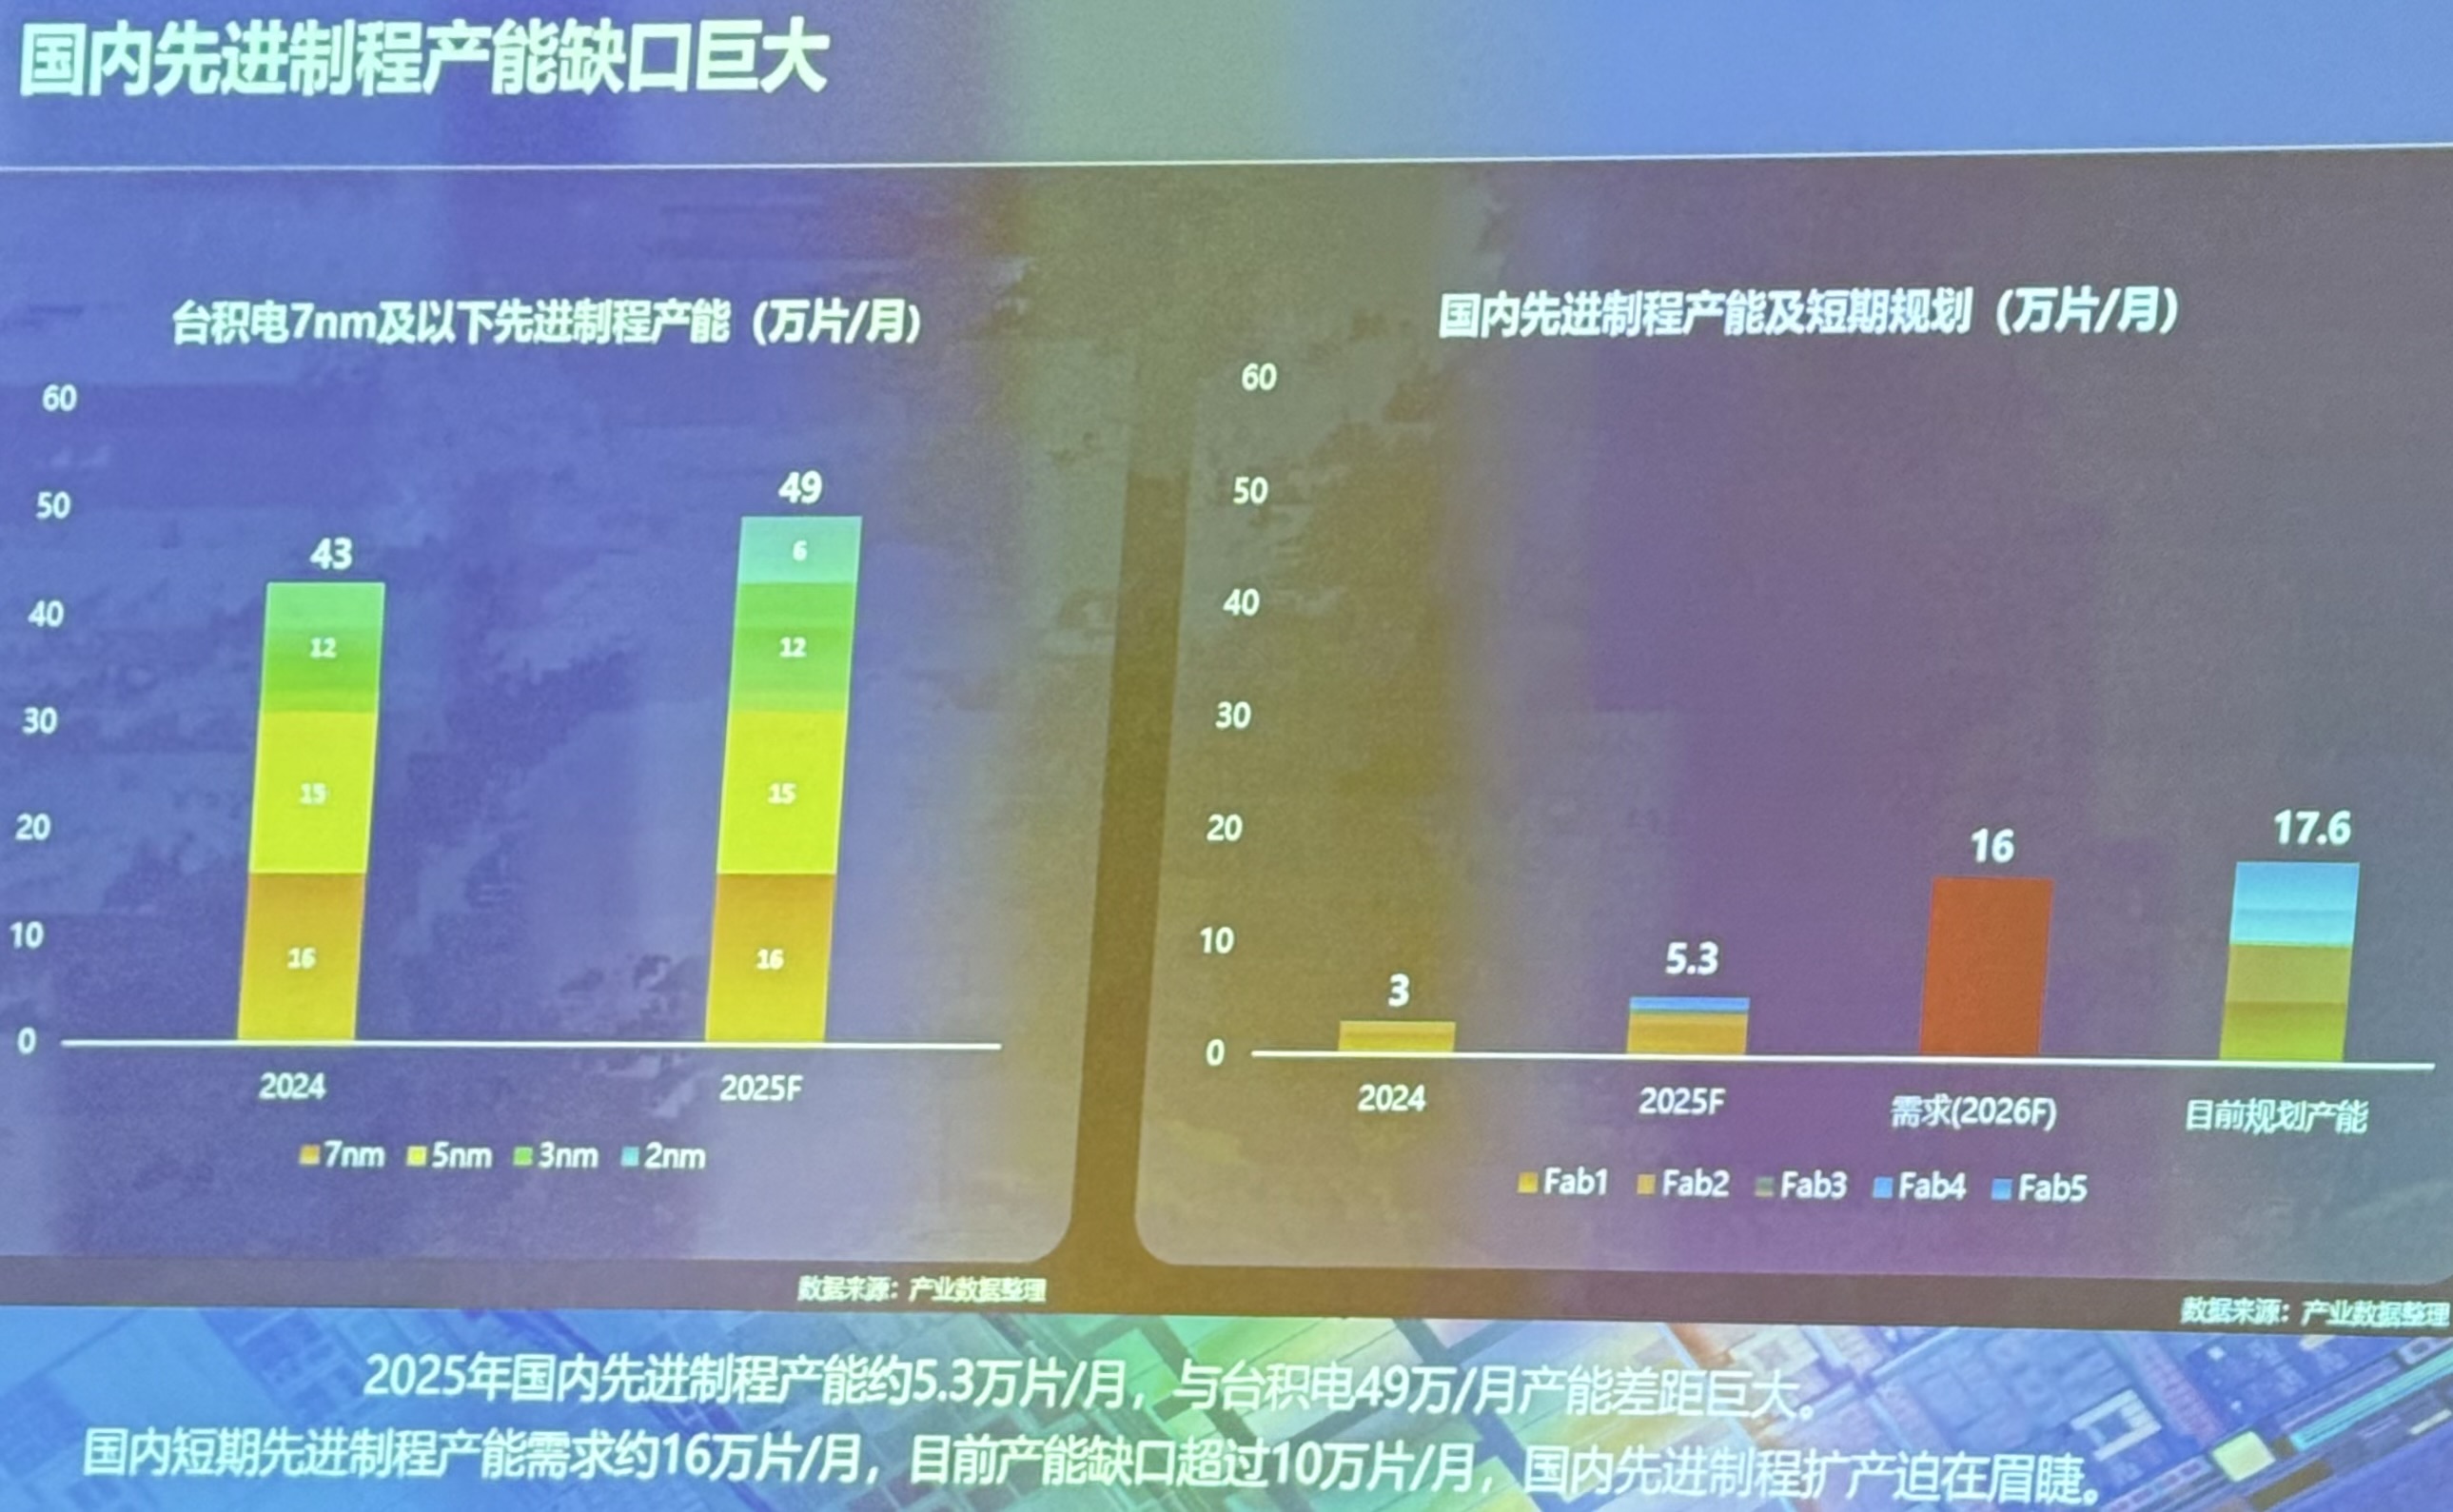 国内先进制程产能缺口巨大
台积电7nm及以下先进制程产能（万片/月）
60
50
40
30
20
10
0
43
12
15
16
49
6
12
15
16
2024
2025F
7nm 5nm 3nm 2nm
数据来源：产业数据整理
国内先进制程产能及短期规划（万片/月）
60
50
40
30
20
10
0
3
5.3
16
17.6
2024
2025F
需求(2026F)
目前规划产能
Fab1 Fab2 Fab3 Fab4 Fab5
数据来源：产业数据整理
2025年国内先进制程产能约5.3万片/月，与台积电49万/月产能差距巨大。
国内短期先进制程产能需求约16万片/月，目前产能缺口超过10万片/月，国内先进制程扩产迫在眉睫。